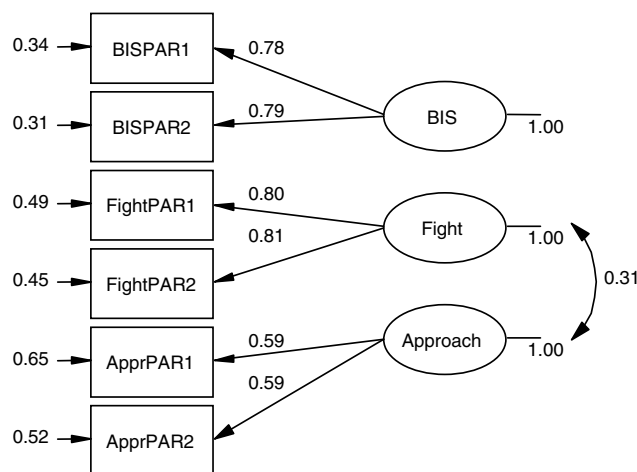 0.34
BISPAR1
0.78
0.31
BISPAR2
0.79
BIS
1.00
0.49
FightPAR1
0.80
0.81
Fight
1.00
0.45
FightPAR2
0.31
0.65
ApprPAR1
0.59
Approach
1.00
0.59
0.52
ApprPAR2